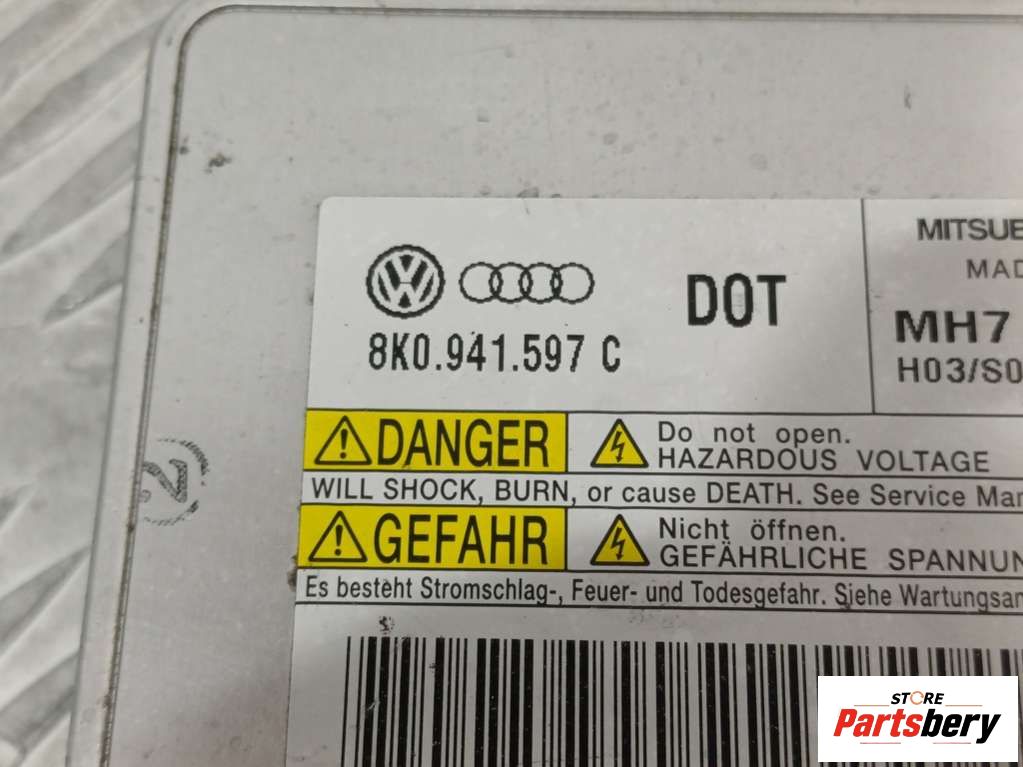 DOT
8K0.941.597 C
MAD
MH7
H03/S0
DANGER
Do not open.
HAZARDOUS VOLTAGE
WILL SHOCK, BURN, or cause DEATH. See Service Mar
GEFAHR
Nicht öffnen.
GEFÄHRLICHE SPANNUN
Es besteht Stromschlag-, Feuer- und Todesgefahr. Siehe Wartungsan
STORE
Partsbery